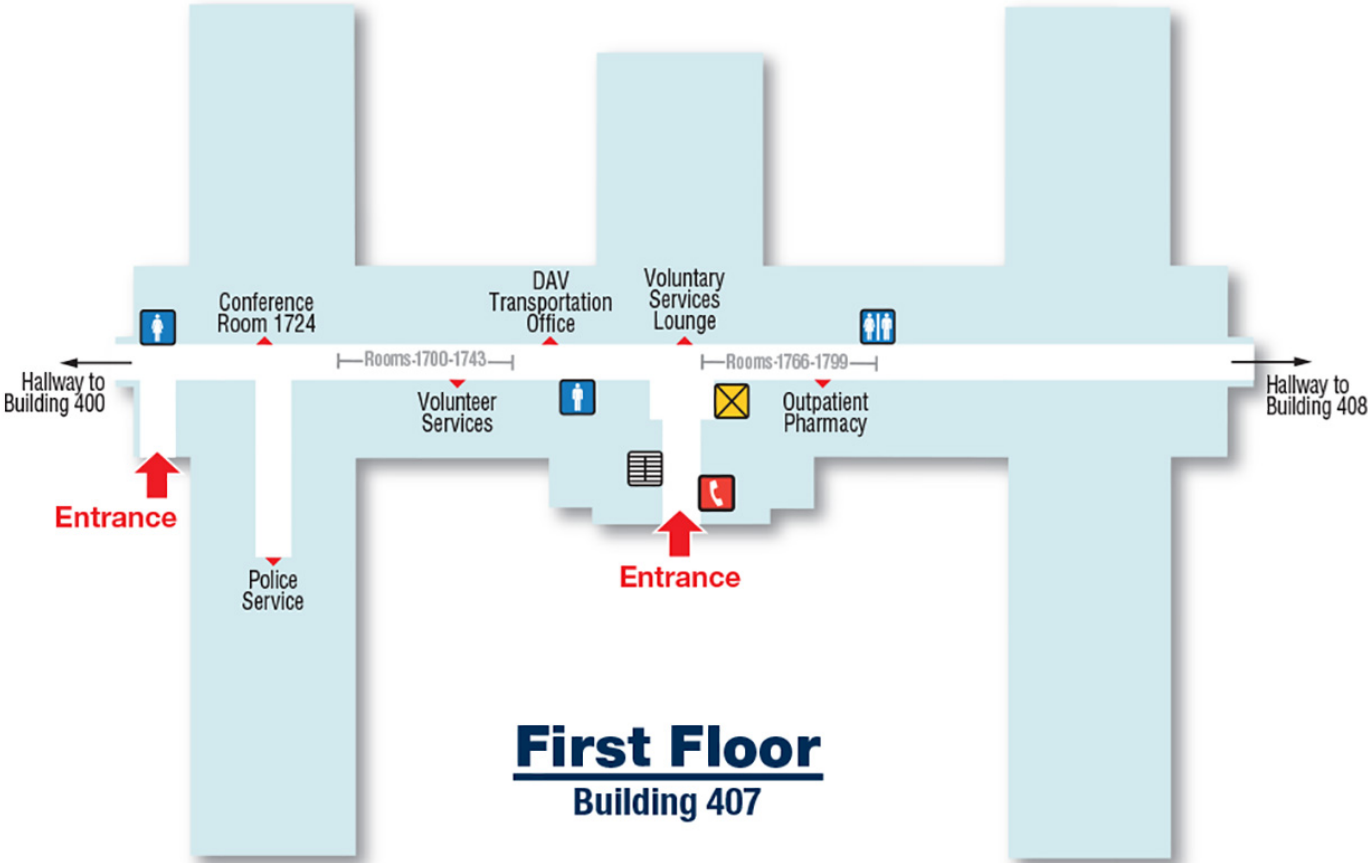 Conference
Room 1724
DAV
Transportation
Office
Voluntary
Services
Lounge
Rooms-1700-1743
Rooms-1766-1799
Hallway to
Building 400
Volunteer
Services
Outpatient
Pharmacy
Hallway to
Building 408
Entrance
Entrance
Police
Service
First Floor
Building 407